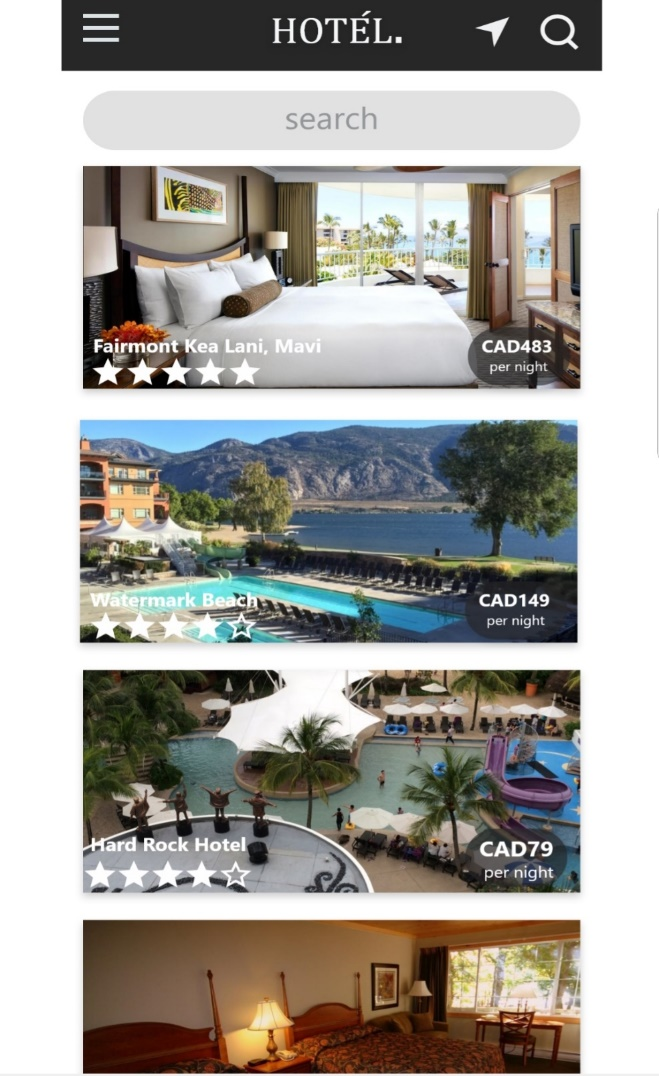 HOTÉL.
search
Fairmont Kea Lani, Mavi
CAD483
per night
Watermark Beach
CAD149
per night
Hard Rock Hotel
CAD79
per night